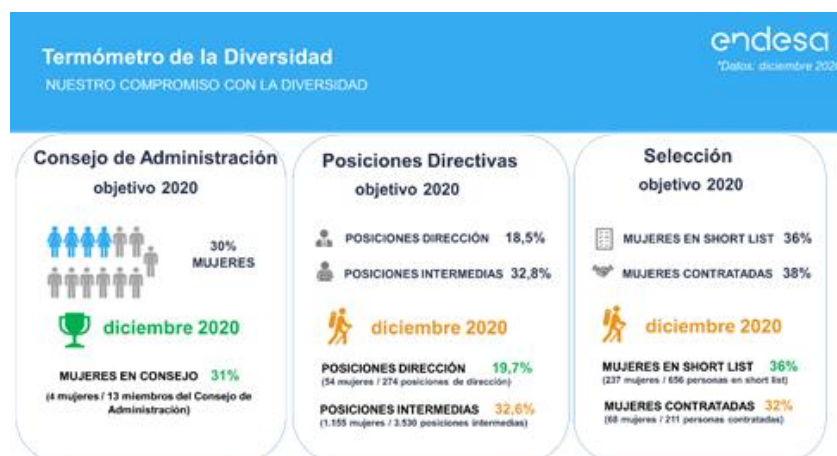 Termómetro de la Diversidad
NUESTRO COMPROMISO CON LA DIVERSIDAD
endesa
*Datos: diciembre 2020
Consejo de Administración
objetivo 2020
30%
MUJERES
diciembre 2020
MUJERES EN CONSEJO 31%
(4 mujeres / 13 miembros del Consejo de
Administración)
Posiciones Directivas
objetivo 2020
POSICIONES DIRECCIÓN 18,5%
POSICIONES INTERMEDIAS 32,8%
diciembre 2020
POSICIONES DIRECCIÓN 19,7%
(54 mujeres / 274 posiciones de dirección)
POSICIONES INTERMEDIAS 32,6%
(1.155 mujeres / 3.530 posiciones intermedias)
Selección
objetivo 2020
MUJERES EN SHORT LIST 36%
MUJERES CONTRATADAS 38%
diciembre 2020
MUJERES EN SHORT LIST 36%
(237 mujeres / 656 personas en short list)
MUJERES CONTRATADAS 32%
(68 mujeres / 211 personas contratadas)